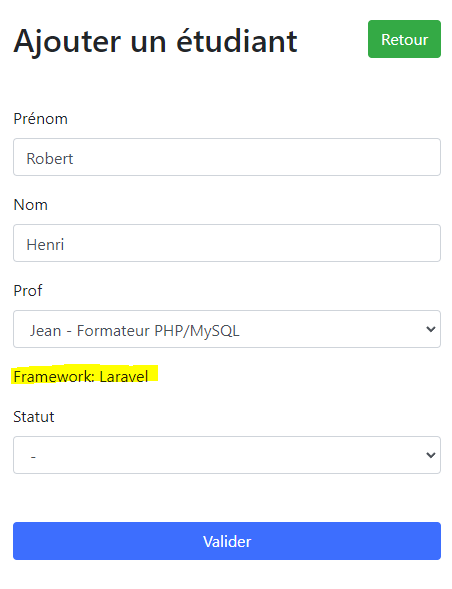 Ajouter un étudiant
Retour
Prénom
Robert
Nom
Henri
Prof
Jean - Formateur PHP/MySQL
Framework: Laravel
Statut
-
Valider